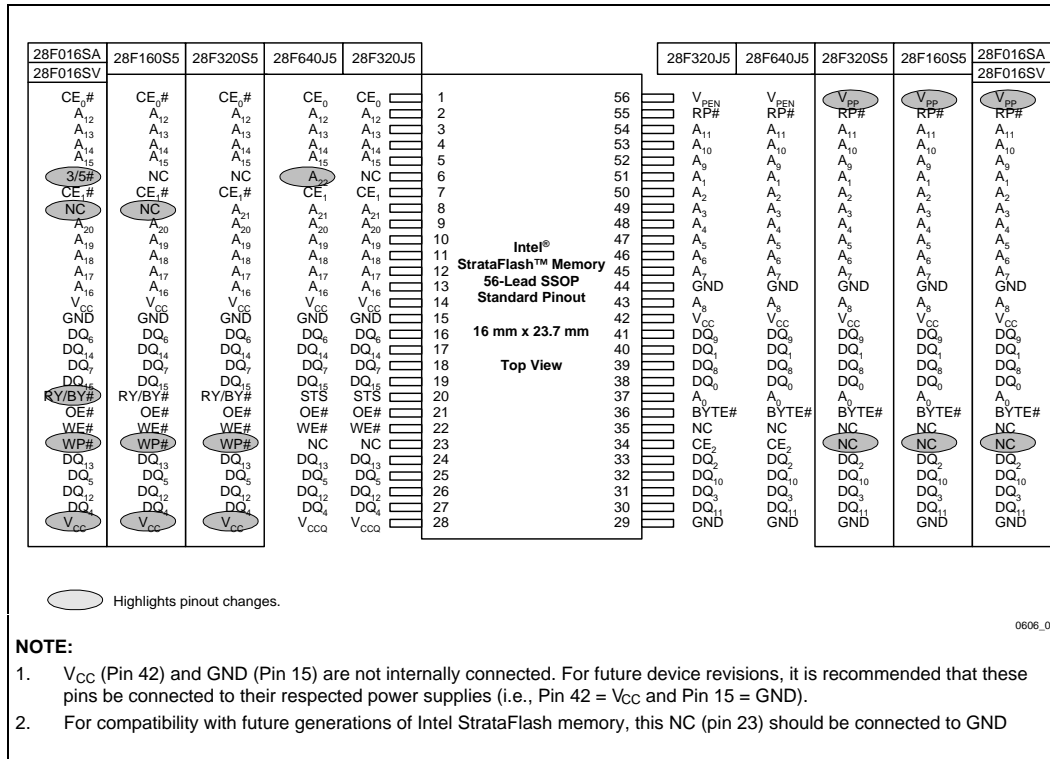 28F016SA 28F160S5 28F320S5 28F640J5 28F320J5 28F320J5 28F640J5 28F320S5 28F160S5 28F016SA
28F016SV 28F016SV
CE0# CE0# CE0# CE0 CE0 1 56 VPEN VPEN VPP VPP VPP
A12 A12 A12 A12 A12 2 55 RP# RP# RP# RP# RP#
A13 A13 A13 A13 A13 3 54 A11 A11 A11 A11 A11
A14 A14 A14 A14 A14 4 53 A10 A10 A10 A10 A10
A15 A15 A15 A15 A15 5 52 A9 A9 A9 A9 A9
3/5# NC NC A22 NC 6 51 A1 A1 A1 A1 A1
CE1# CE1# CE1# CE1 CE1 7 50 A2 A2 A2 A2 A2
NC NC A21 A21 A21 8 49 A3 A3 A3 A3 A3
A20 A20 A20 A20 A20 9 48 A4 A4 A4 A4 A4
A19 A19 A19 A19 A19 10 47 A5 A5 A5 A5 A5
A18 A18 A18 A18 A18 11 46 A6 A6 A6 A6 A6
A17 A17 A17 A17 A17 12 45 A7 A7 A7 A7 A7
A16 A16 A16 A16 A16 13 44 GND GND GND GND GND
VCC VCC VCC VCC VCC 14 43 A8 A8 A8 A8 A8
GND GND GND GND GND 15 42 VCC VCC VCC VCC VCC
DQ6 DQ6 DQ6 DQ6 DQ6 16 41 DQ9 DQ9 DQ9 DQ9 DQ9
DQ14 DQ14 DQ14 DQ14 DQ14 17 40 DQ1 DQ1 DQ1 DQ1 DQ1
DQ7 DQ7 DQ7 DQ7 DQ7 18 39 DQ8 DQ8 DQ8 DQ8 DQ8
DQ15 DQ15 DQ15 DQ15 DQ15 19 38 DQ0 DQ0 DQ0 DQ0 DQ0
RY/BY# RY/BY# RY/BY# STS STS 20 37 A0 A0 A0 A0 A0
OE# OE# OE# OE# OE# 21 36 BYTE# BYTE# BYTE# BYTE# BYTE#
WE# WE# WE# WE# WE# 22 35 NC NC NC NC NC
WP# WP# WP# NC NC 23 34 CE2 CE2 NC NC NC
DQ13 DQ13 DQ13 DQ13 DQ13 24 33 DQ2 DQ2 DQ2 DQ2 DQ2
DQ5 DQ5 DQ5 DQ5 DQ5 25 32 DQ10 DQ10 DQ10 DQ10 DQ10
DQ12 DQ12 DQ12 DQ12 DQ12 26 31 DQ3 DQ3 DQ3 DQ3 DQ3
DQ4 DQ4 DQ4 DQ4 DQ4 27 30 DQ11 DQ11 DQ11 DQ11 DQ11
VCC VCC VCC VCCQ VCCQ 28 29 GND GND GND GND GND
Intel®
StrataFlash™ Memory
56-Lead SSOP
Standard Pinout
16 mm x 23.7 mm
Top View
Highlights pinout changes.
0606_0
NOTE:
1. VCC (Pin 42) and GND (Pin 15) are not internally connected. For future device revisions, it is recommended that these
pins be connected to their respected power supplies (i.e., Pin 42 = VCC and Pin 15 = GND).
2. For compatibility with future generations of Intel StrataFlash memory, this NC (pin 23) should be connected to GND